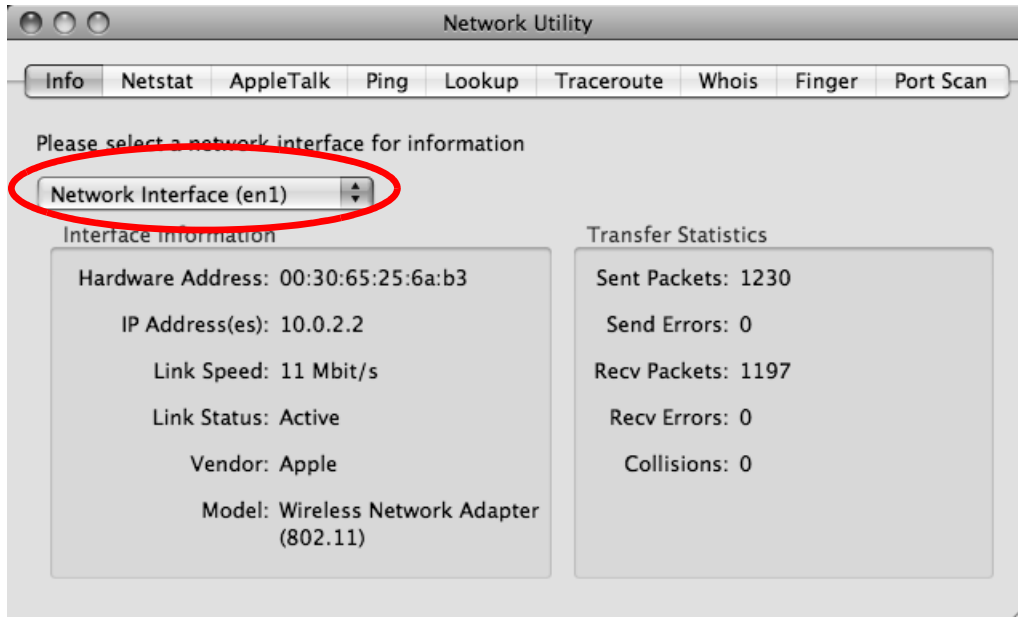 Network Utility
Info Netstat AppleTalk Ping Lookup Traceroute Whois Finger Port Scan
Please select a network interface for information
Network Interface (en1)
Interface Information
Hardware Address: 00:30:65:25:6a:b3
IP Address(es): 10.0.2.2
Link Speed: 11 Mbit/s
Link Status: Active
Vendor: Apple
Model: Wireless Network Adapter
(802.11)
Transfer Statistics
Sent Packets: 1230
Send Errors: 0
Recv Packets: 1197
Recv Errors: 0
Collisions: 0